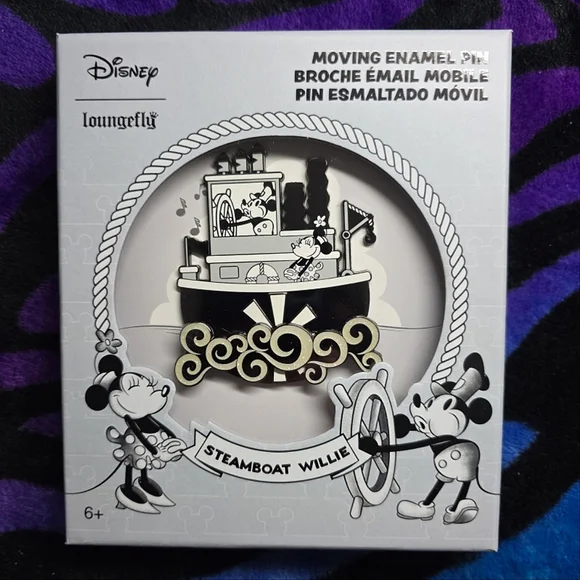 Disney
loungefly
MOVING ENAMEL PIN
BROCHE ÉMAIL MOBILE
PIN ESMALTADO MÓVIL
STEAMBOAT WILLIE
6+